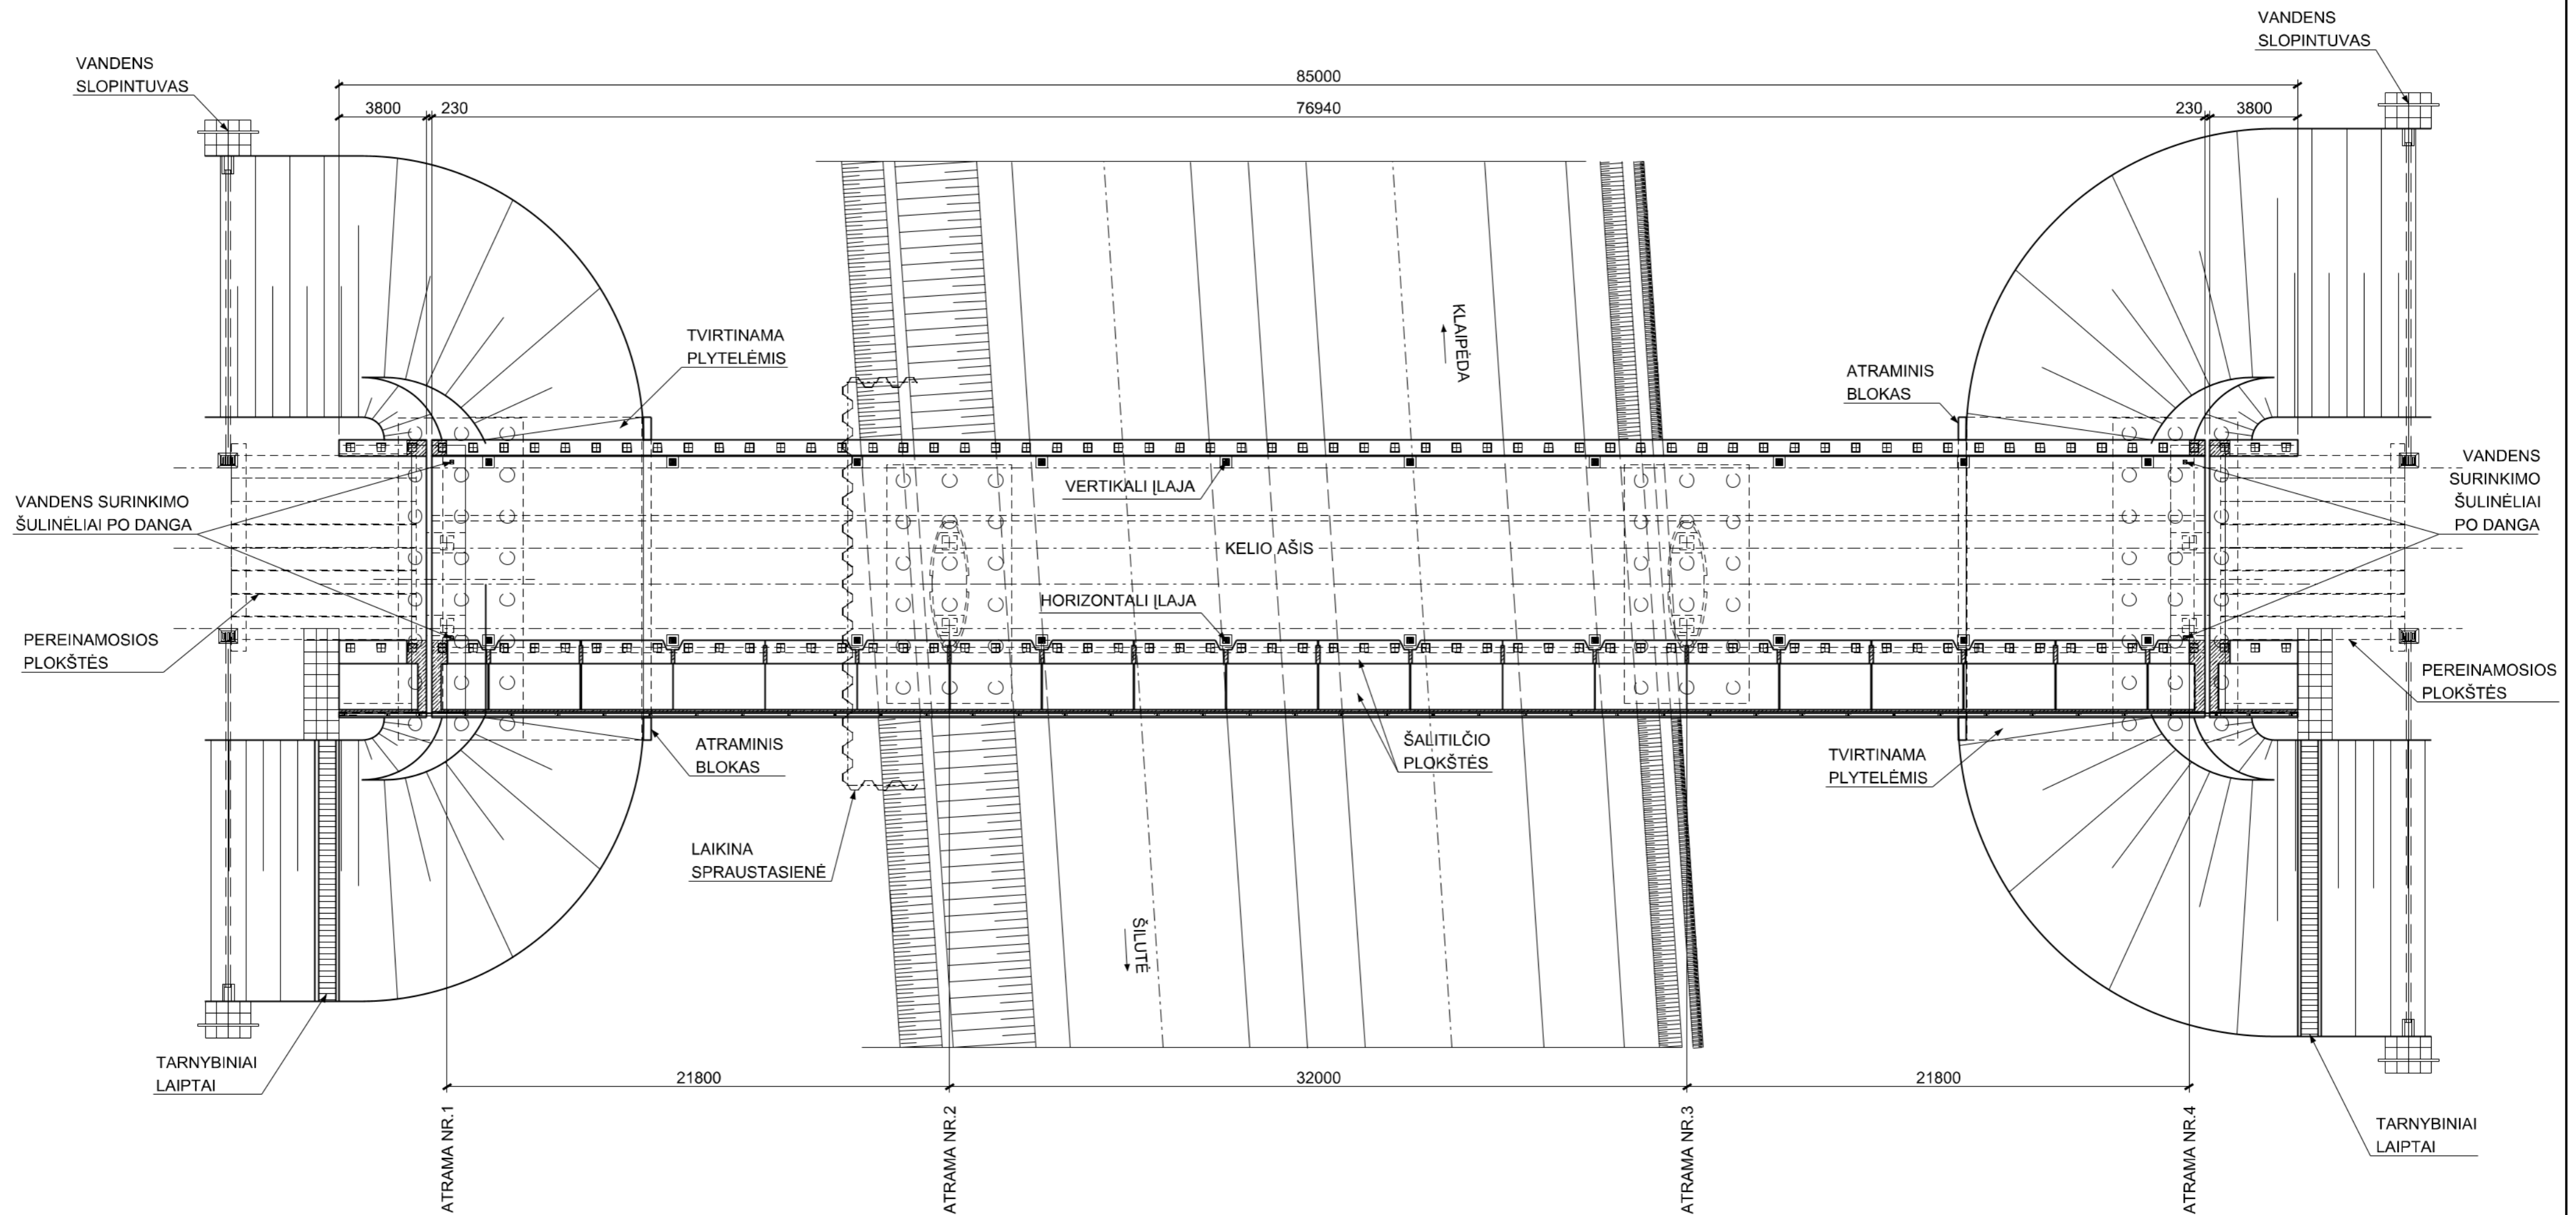 VANDENS
SLOPINTUVAS
VANDENS
SLOPINTUVAS
85000
3800
230
76940
230
3800
TVIRTINAMA
PLYTELĖMIS
KLAIPĖDA
ATRAMINIS
BLOKAS
VANDENS SURINKIMO
ŠULINĖLIAI PO DANGA
VERTIKALI ĮLAJA
VANDENS
SURINKIMO
ŠULINĖLIAI
PO DANGA
KELIO AŠIS
HORIZONTALI ĮLAJA
PEREINAMOSIOS
PLOKŠTĖS
PEREINAMOSIOS
PLOKŠTĖS
ATRAMINIS
BLOKAS
ŠALITILČIO
PLOKŠTĖS
TVIRTINAMA
PLYTELĖMIS
LAIKINA
SPRAUSTASIENĖ
ŠILUTĖ
TARNYBINIAI
LAIPTAI
21800
32000
21800
TARNYBINIAI
LAIPTAI
ATRAMA NR.1
ATRAMA NR.2
ATRAMA NR.3
ATRAMA NR.4